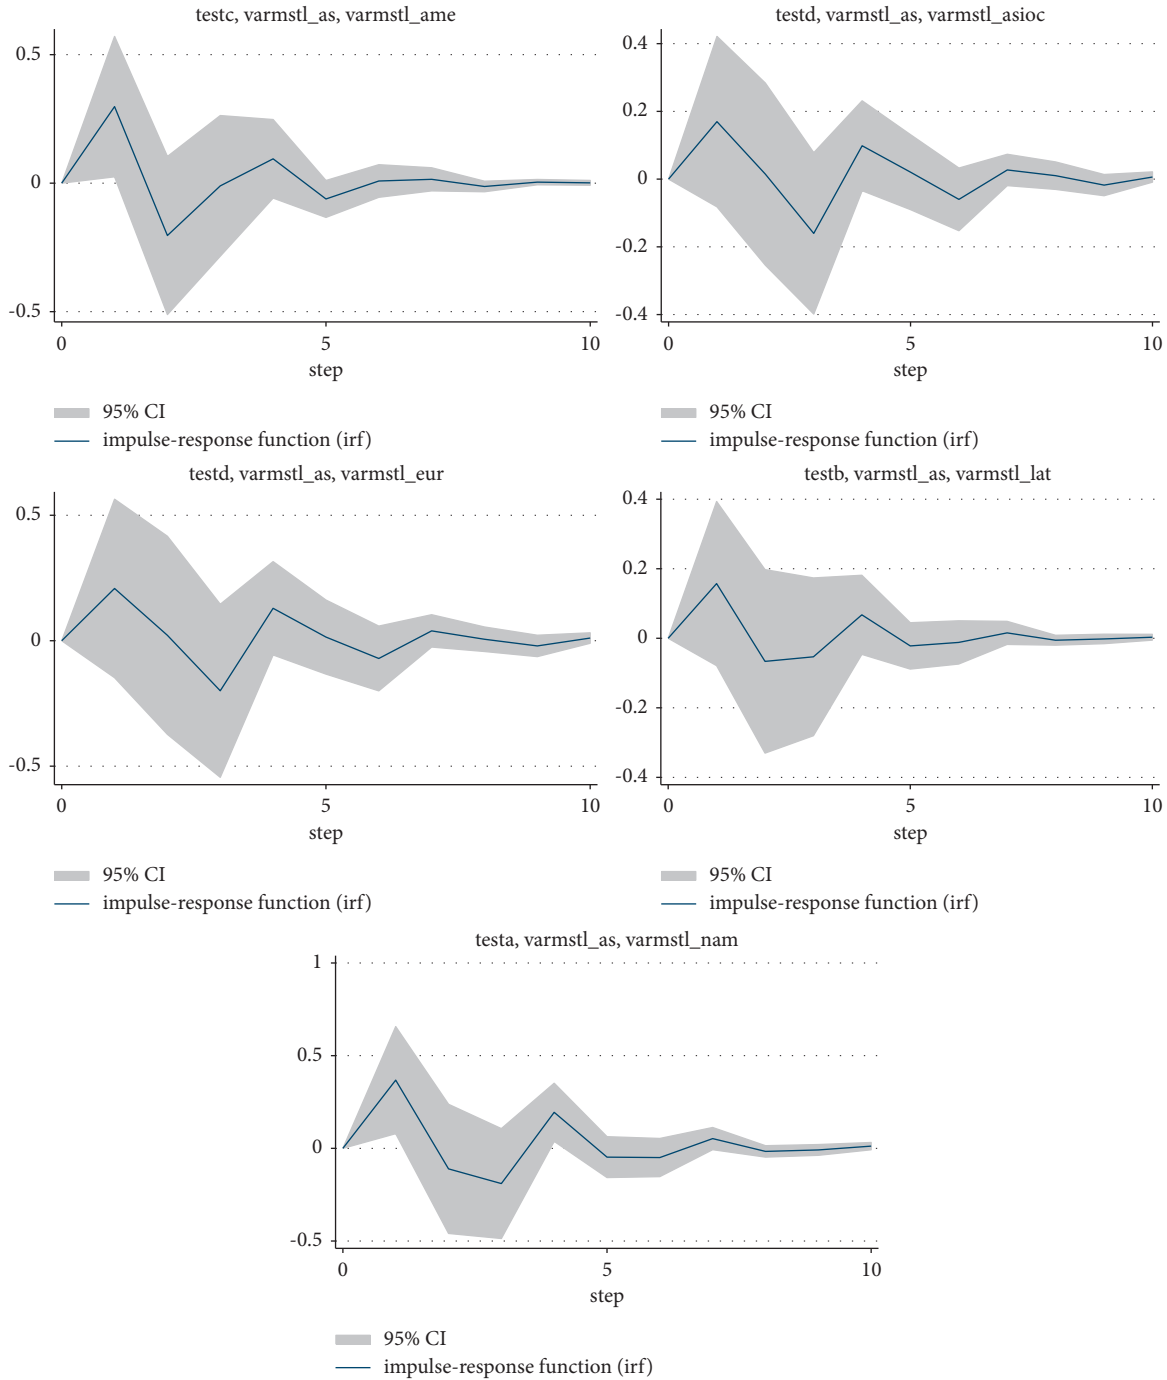 testc, varmstl_as, varmstl_ame
0.5
0
-0.5
0
5
10
step
95% CI
impulse-response function (irf)
testd, varmstl_as, varmstl_asioc
0.4
0.2
0
-0.2
-0.4
0
5
10
step
95% CI
impulse-response function (irf)
testd, varmstl_as, varmstl_eur
0.5
0
-0.5
0
5
10
step
95% CI
impulse-response function (irf)
testb, varmstl_as, varmstl_lat
0.4
0.2
0
-0.2
-0.4
0
5
10
step
95% CI
impulse-response function (irf)
testa, varmstl_as, varmstl_nam
1
0.5
0
-0.5
0
5
10
step
95% CI
impulse-response function (irf)